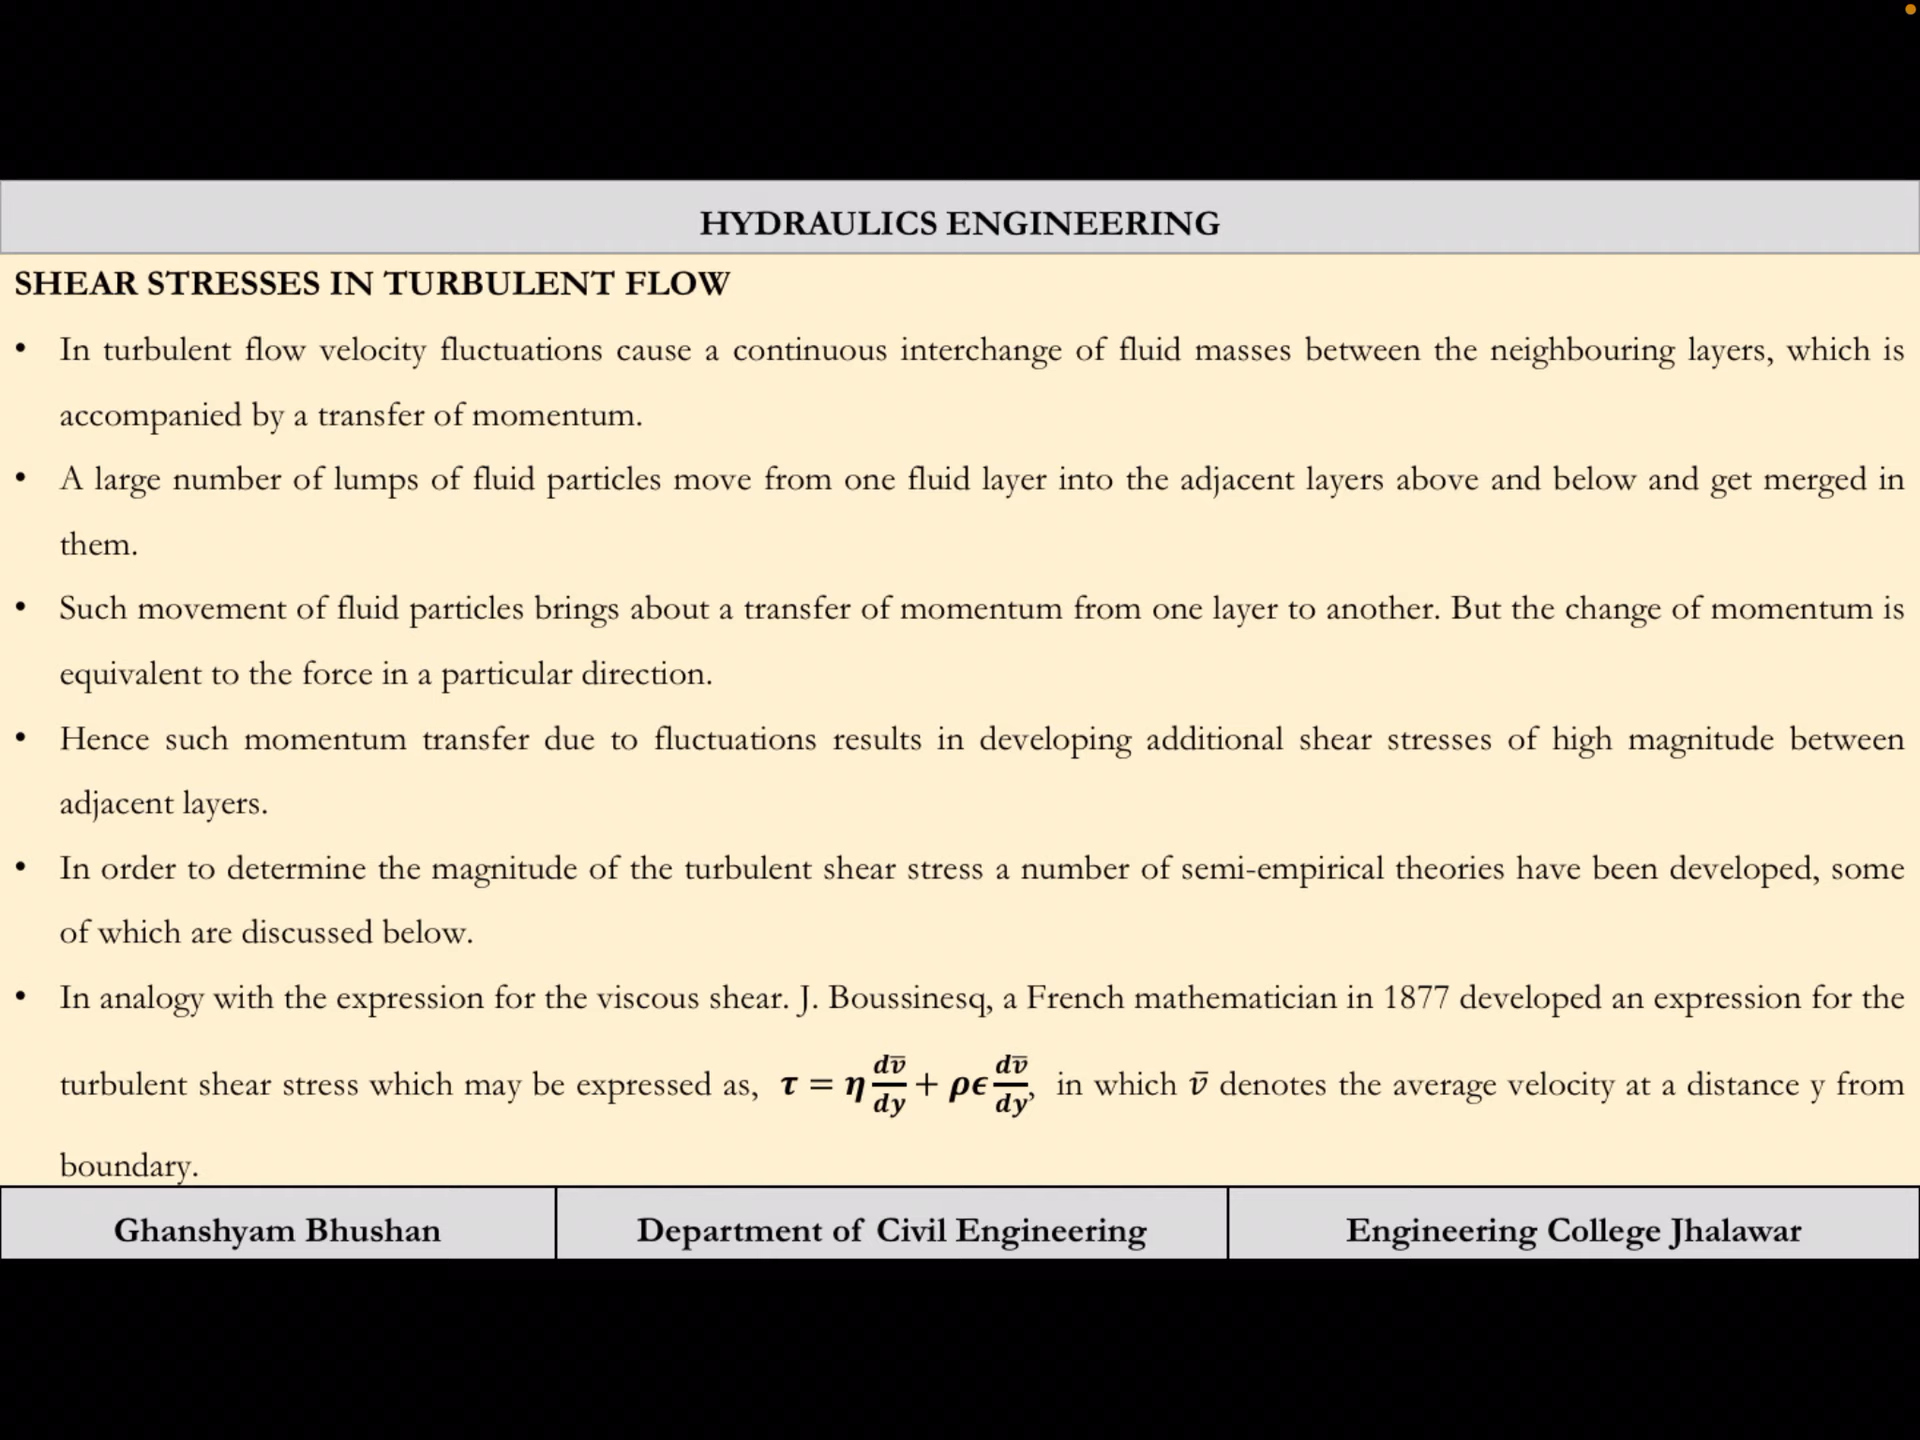 HYDRAULICS ENGINEERING
SHEAR STRESSES IN TURBULENT FLOW
• In turbulent flow velocity fluctuations cause a continuous interchange of fluid masses between the neighbouring layers, which is
accompanied by a transfer of momentum.
• A large number of lumps of fluid particles move from one fluid layer into the adjacent layers above and below and get merged in
them.
• Such movement of fluid particles brings about a transfer of momentum from one layer to another. But the change of momentum is
equivalent to the force in a particular direction.
• Hence such momentum transfer due to fluctuations results in developing additional shear stresses of high magnitude between
adjacent layers.
• In order to determine the magnitude of the turbulent shear stress a number of semi-empirical theories have been developed, some
of which are discussed below.
• In analogy with the expression for the viscous shear. J. Boussinesq, a French mathematician in 1877 developed an expression for the
turbulent shear stress which may be expressed as, τ = η dv̄/dy + ρϵ dv̄/dy, in which v̄ denotes the average velocity at a distance y from
boundary.
Ghanshyam Bhushan
Department of Civil Engineering
Engineering College Jhalawar